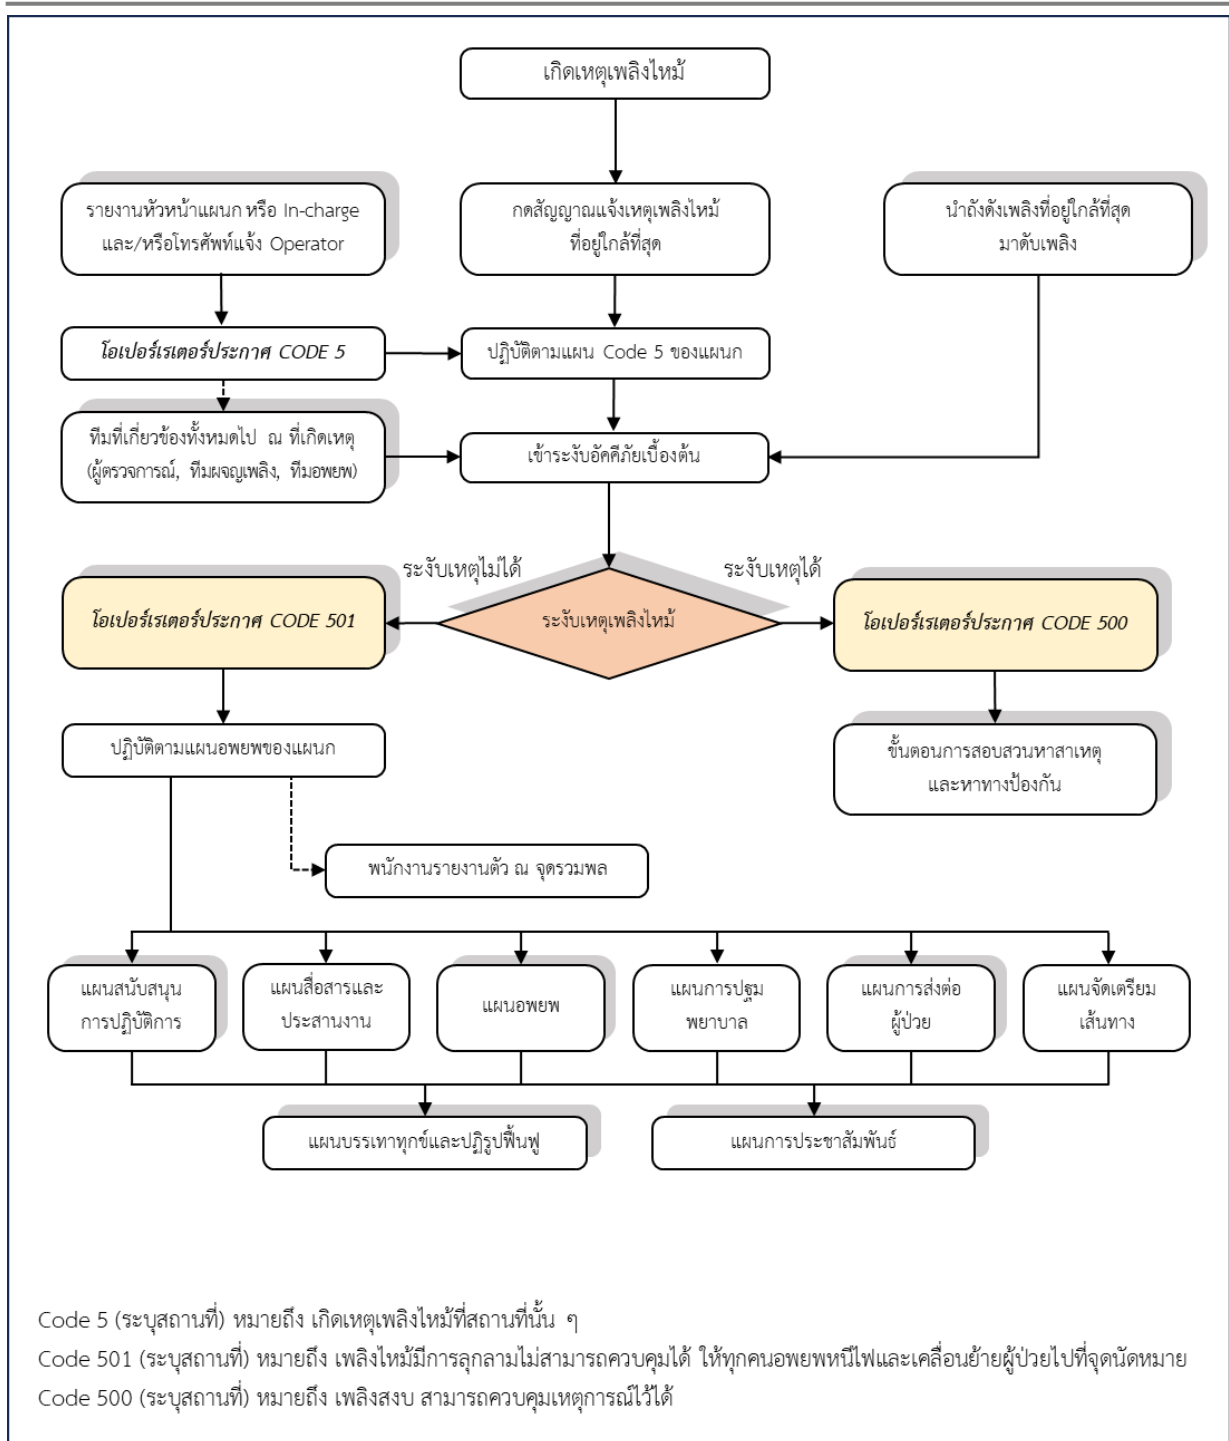 เกิดเหตุเพลิงไหม้
รายงานหัวหน้าแผนก หรือ In-charge
และ/หรือโทรศัพท์แจ้ง Operator
กดสัญญาณแจ้งเหตุเพลิงไหม้
ที่อยู่ใกล้ที่สุด
นำถังดังเพลิงที่อยู่ใกล้ที่สุด
มาดับเพลิง
โอเปอร์เรเตอร์ประกาศ CODE 5
ปฏิบัติตามแผน Code 5 ของแผนก
ทีมที่เกี่ยวข้องทั้งหมดไป ณ ที่เกิดเหตุ
(ผู้ตรวจการณ์, ทีมผจญเพลิง, ทีมอพยพ)
เข้าระงับอัคคีภัยเบื้องต้น
ระงับเหตุไม่ได้
ระงับเหตุได้
โอเปอร์เรเตอร์ประกาศ CODE 501
ระงับเหตุเพลิงไหม้
โอเปอร์เรเตอร์ประกาศ CODE 500
ปฏิบัติตามแผนอพยพของแผนก
ขั้นตอนการสอบสวนหาสาเหตุ
และหาทางป้องกัน
พนักงานรายงานตัว ณ จุดรวมพล
แผนสนับสนุน
การปฏิบัติการ
แผนสื่อสารและ
ประสานงาน
แผนอพยพ
แผนการปฐม
พยาบาล
แผนการส่งต่อ
ผู้ป่วย
แผนจัดเตรียม
เส้นทาง
แผนบรรเทาทุกข์และปฏิรูปฟื้นฟู
แผนการประชาสัมพันธ์
Code 5 (ระบุสถานที่) หมายถึง เกิดเหตุเพลิงไหม้ที่สถานที่นั้น ๆ
Code 501 (ระบุสถานที่) หมายถึง เพลิงไหม้มีการลุกลามไม่สามารถควบคุมได้ ให้ทุกคนอพยพหนีไฟและเคลื่อนย้ายผู้ป่วยไปที่จุดนัดหมาย
Code 500 (ระบุสถานที่) หมายถึง เพลิงสงบ สามารถควบคุมเหตุการณ์ไว้ได้